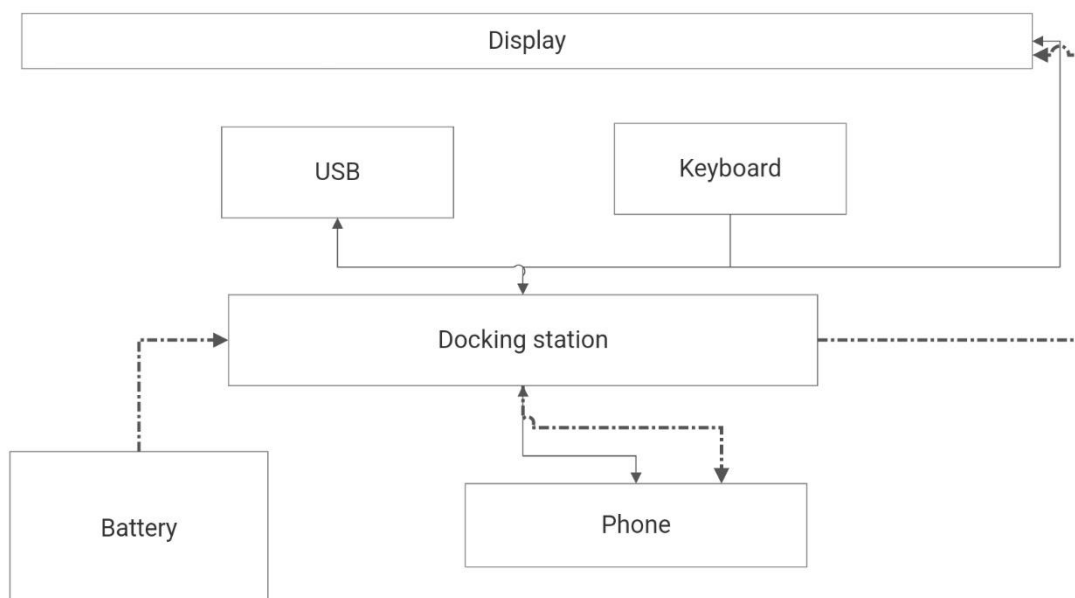 Display
USB
Keyboard
Docking station
Battery
Phone